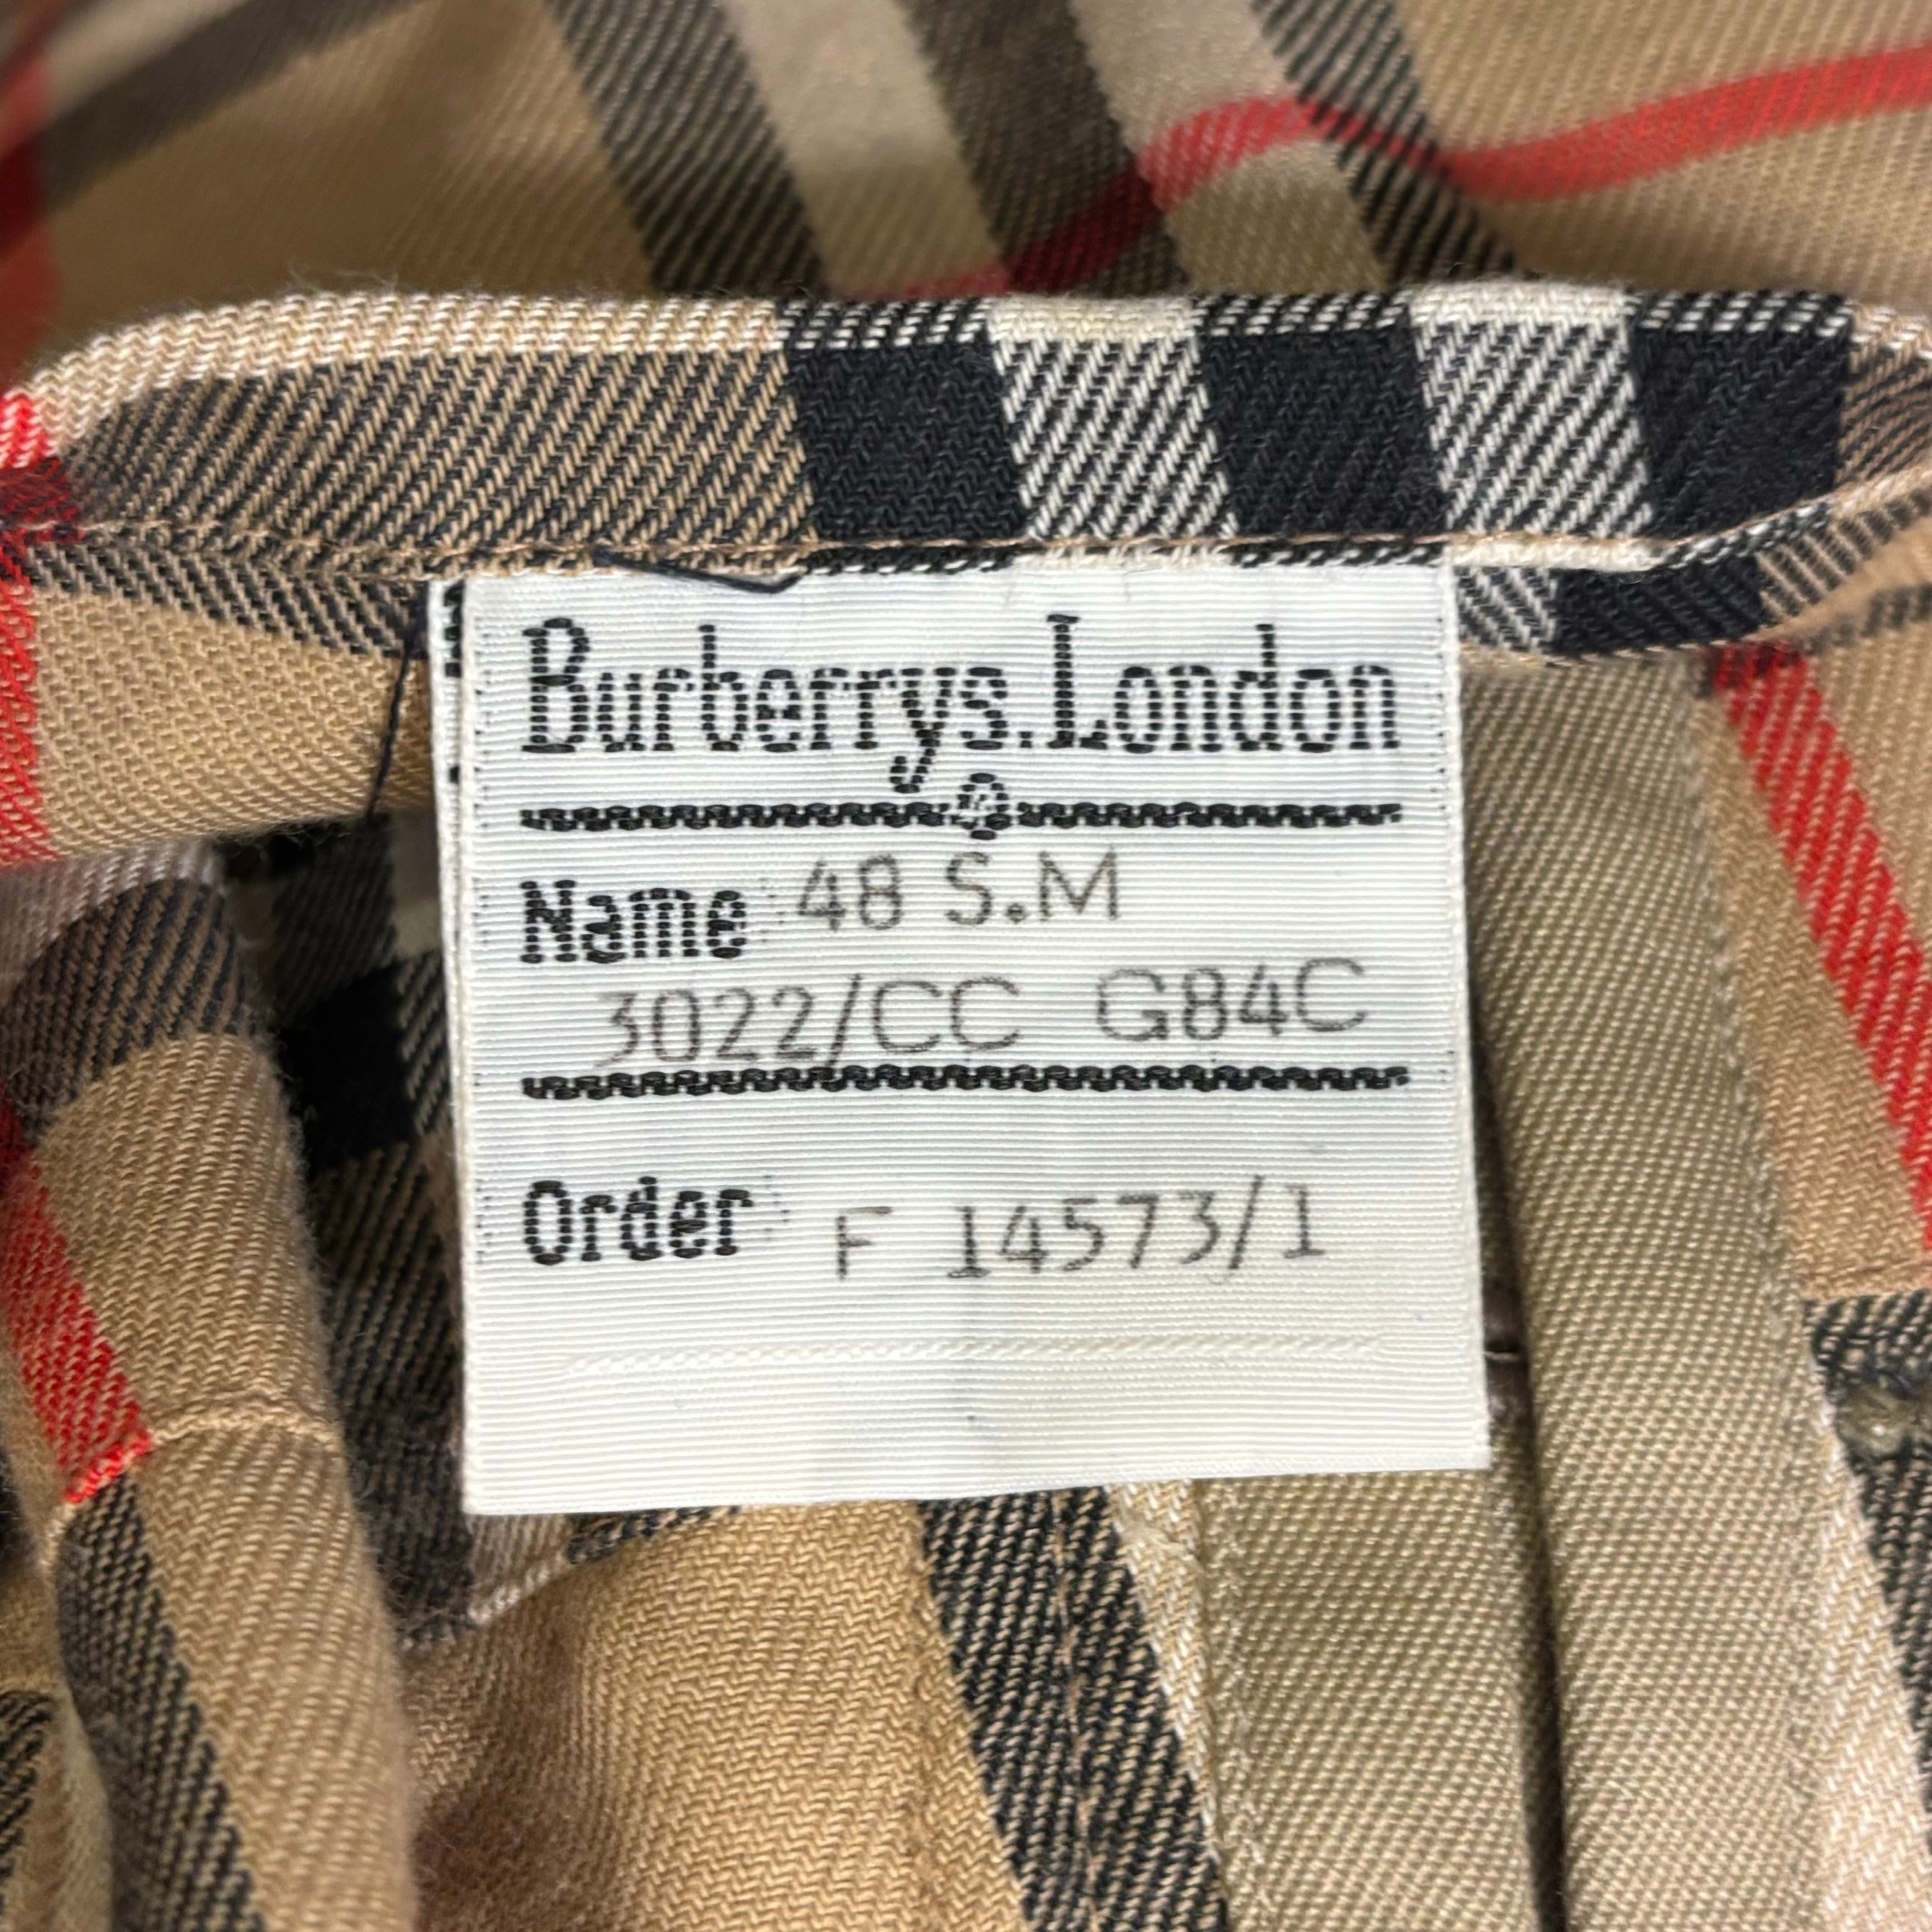 Burberrys.London
Name 48 S.M
3022/CC G84C
Order F 14573/1